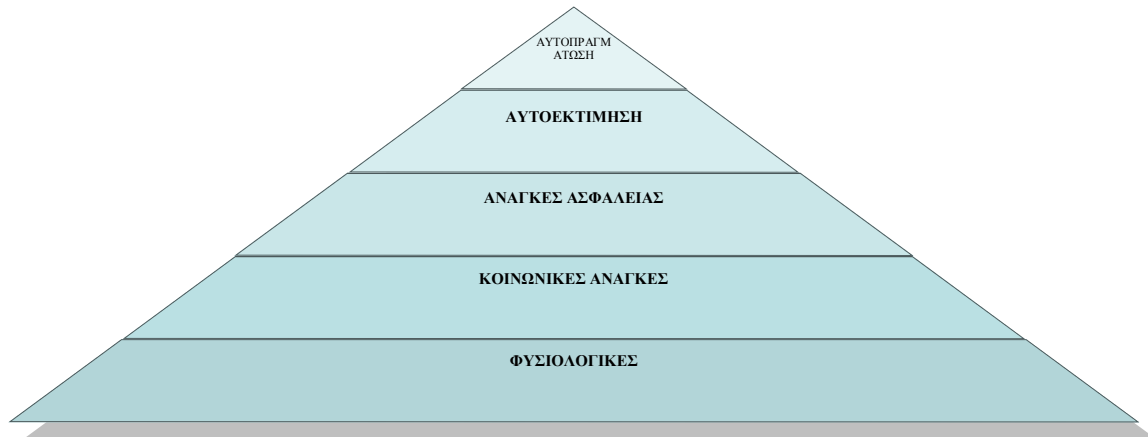 ΑΥΤΟΠΡΑΓΜ
ΑΤΩΣΗ
ΑΥΤΟΕΚΤΙΜΗΣΗ
ΑΝΑΓΚΕΣ ΑΣΦΑΛΕΙΑΣ
ΚΟΙΝΩΝΙΚΕΣ ΑΝΑΓΚΕΣ
ΦΥΣΙΟΛΟΓΙΚΕΣ